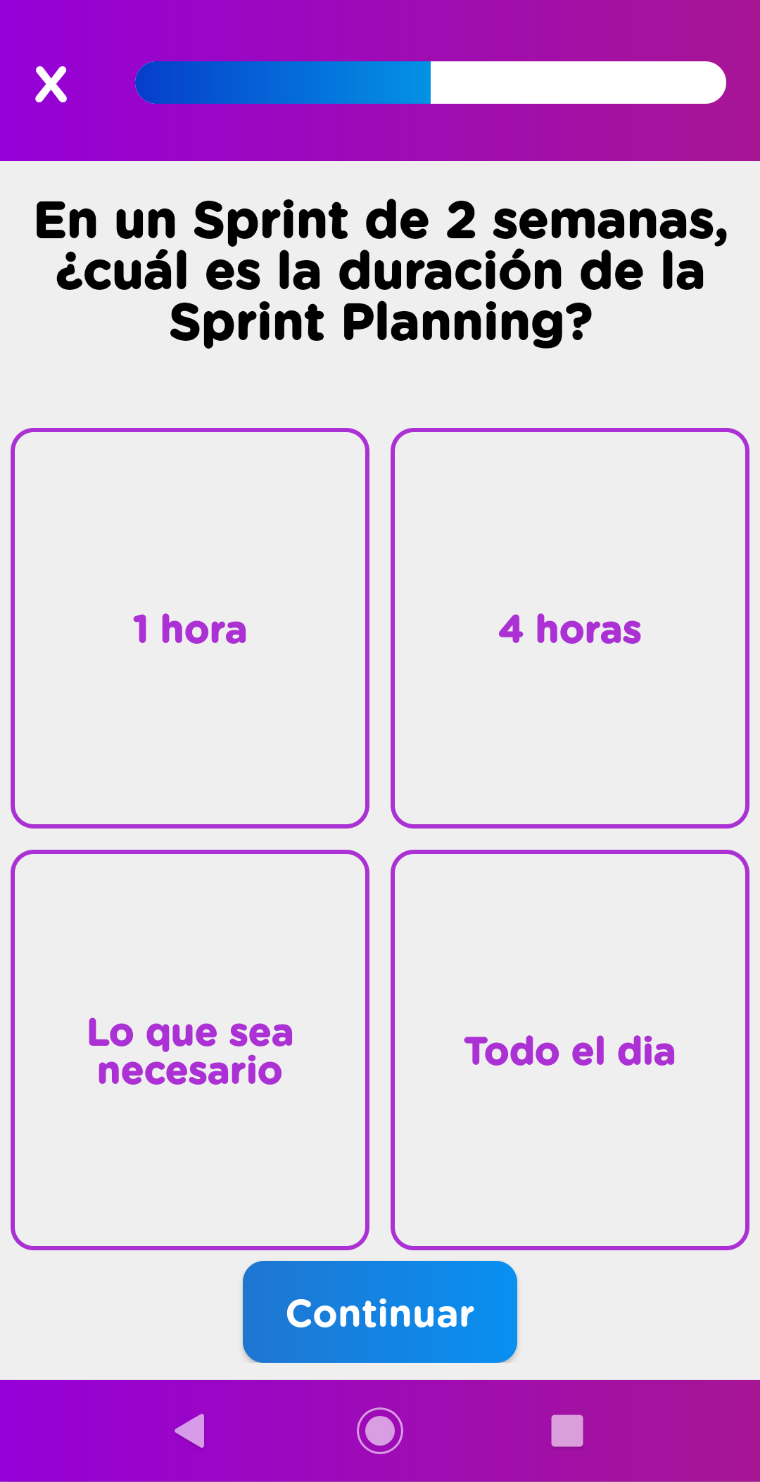 X
En un Sprint de 2 semanas,
¿cuál es la duración de la
Sprint Planning?
1 hora
4 horas
Lo que sea
necesario
Todo el dia
Continuar